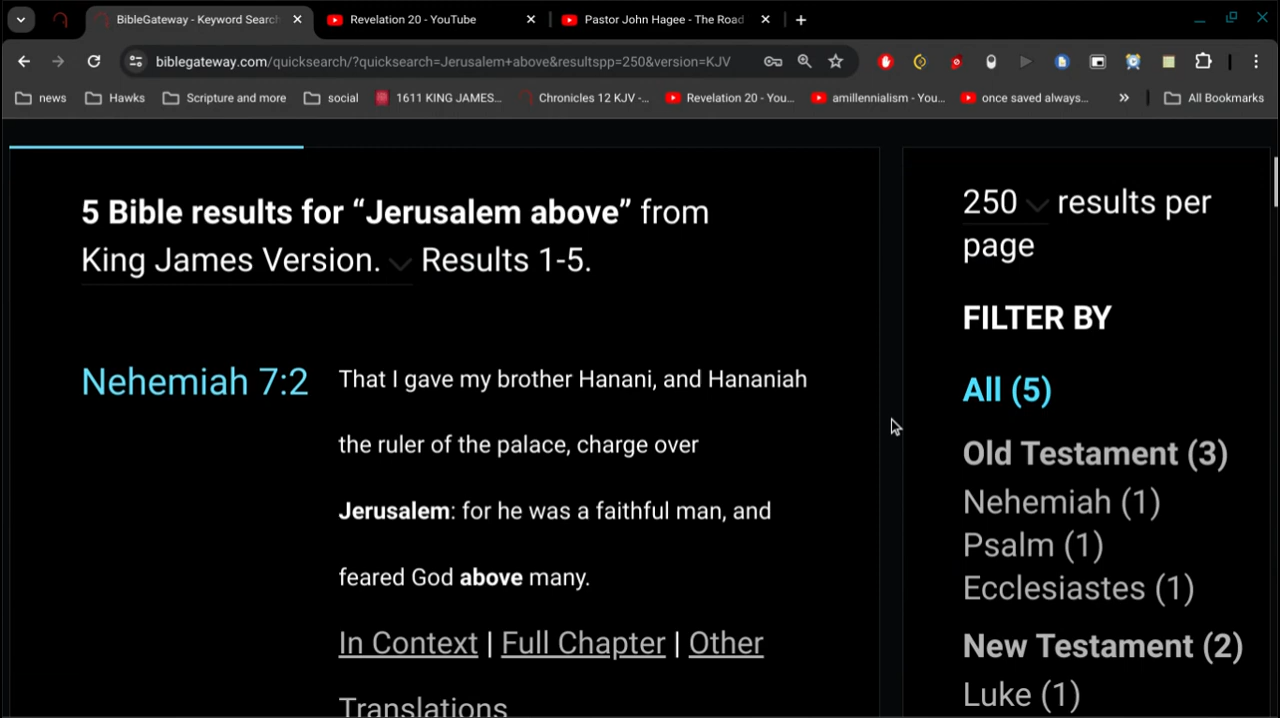 BibleGateway - Keyword Search
Revelation 20 - YouTube
Pastor John Hagee - The Road
biblegateway.com/quicksearch/?quicksearch=Jerusalem+above&resultspp=250&version=KJV
news
Hawks
Scripture and more
social
1611 KING JAMES...
Chronicles 12 KJV -...
Revelation 20 - You...
amillennialism - You...
once saved always...
All Bookmarks
5 Bible results for “Jerusalem above” from
King James Version. Results 1-5.
Nehemiah 7:2
That I gave my brother Hanani, and Hananiah
the ruler of the palace, charge over
Jerusalem: for he was a faithful man, and
feared God above many.
In Context | Full Chapter | Other
Translations
250 results per
page
FILTER BY
All (5)
Old Testament (3)
Nehemiah (1)
Psalm (1)
Ecclesiastes (1)
New Testament (2)
Luke (1)